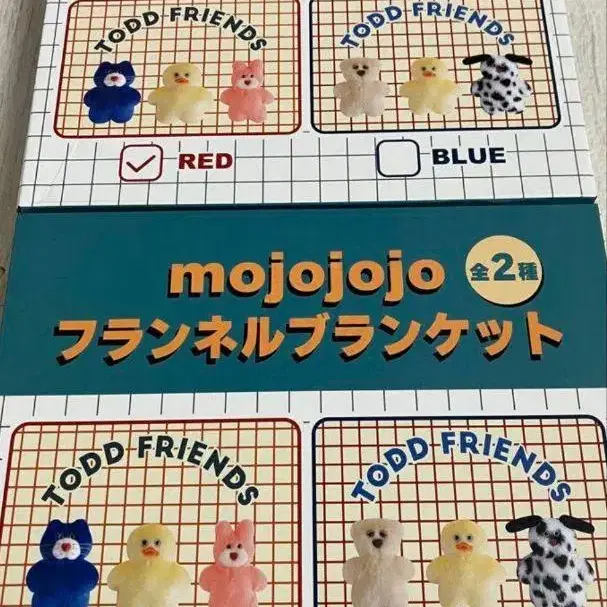 TODD FRIENDS
TODD FRIENDS
RED
BLUE
mojojojo
全2種
フランネルブランケット
TODD FRIENDS
TODD FRIENDS